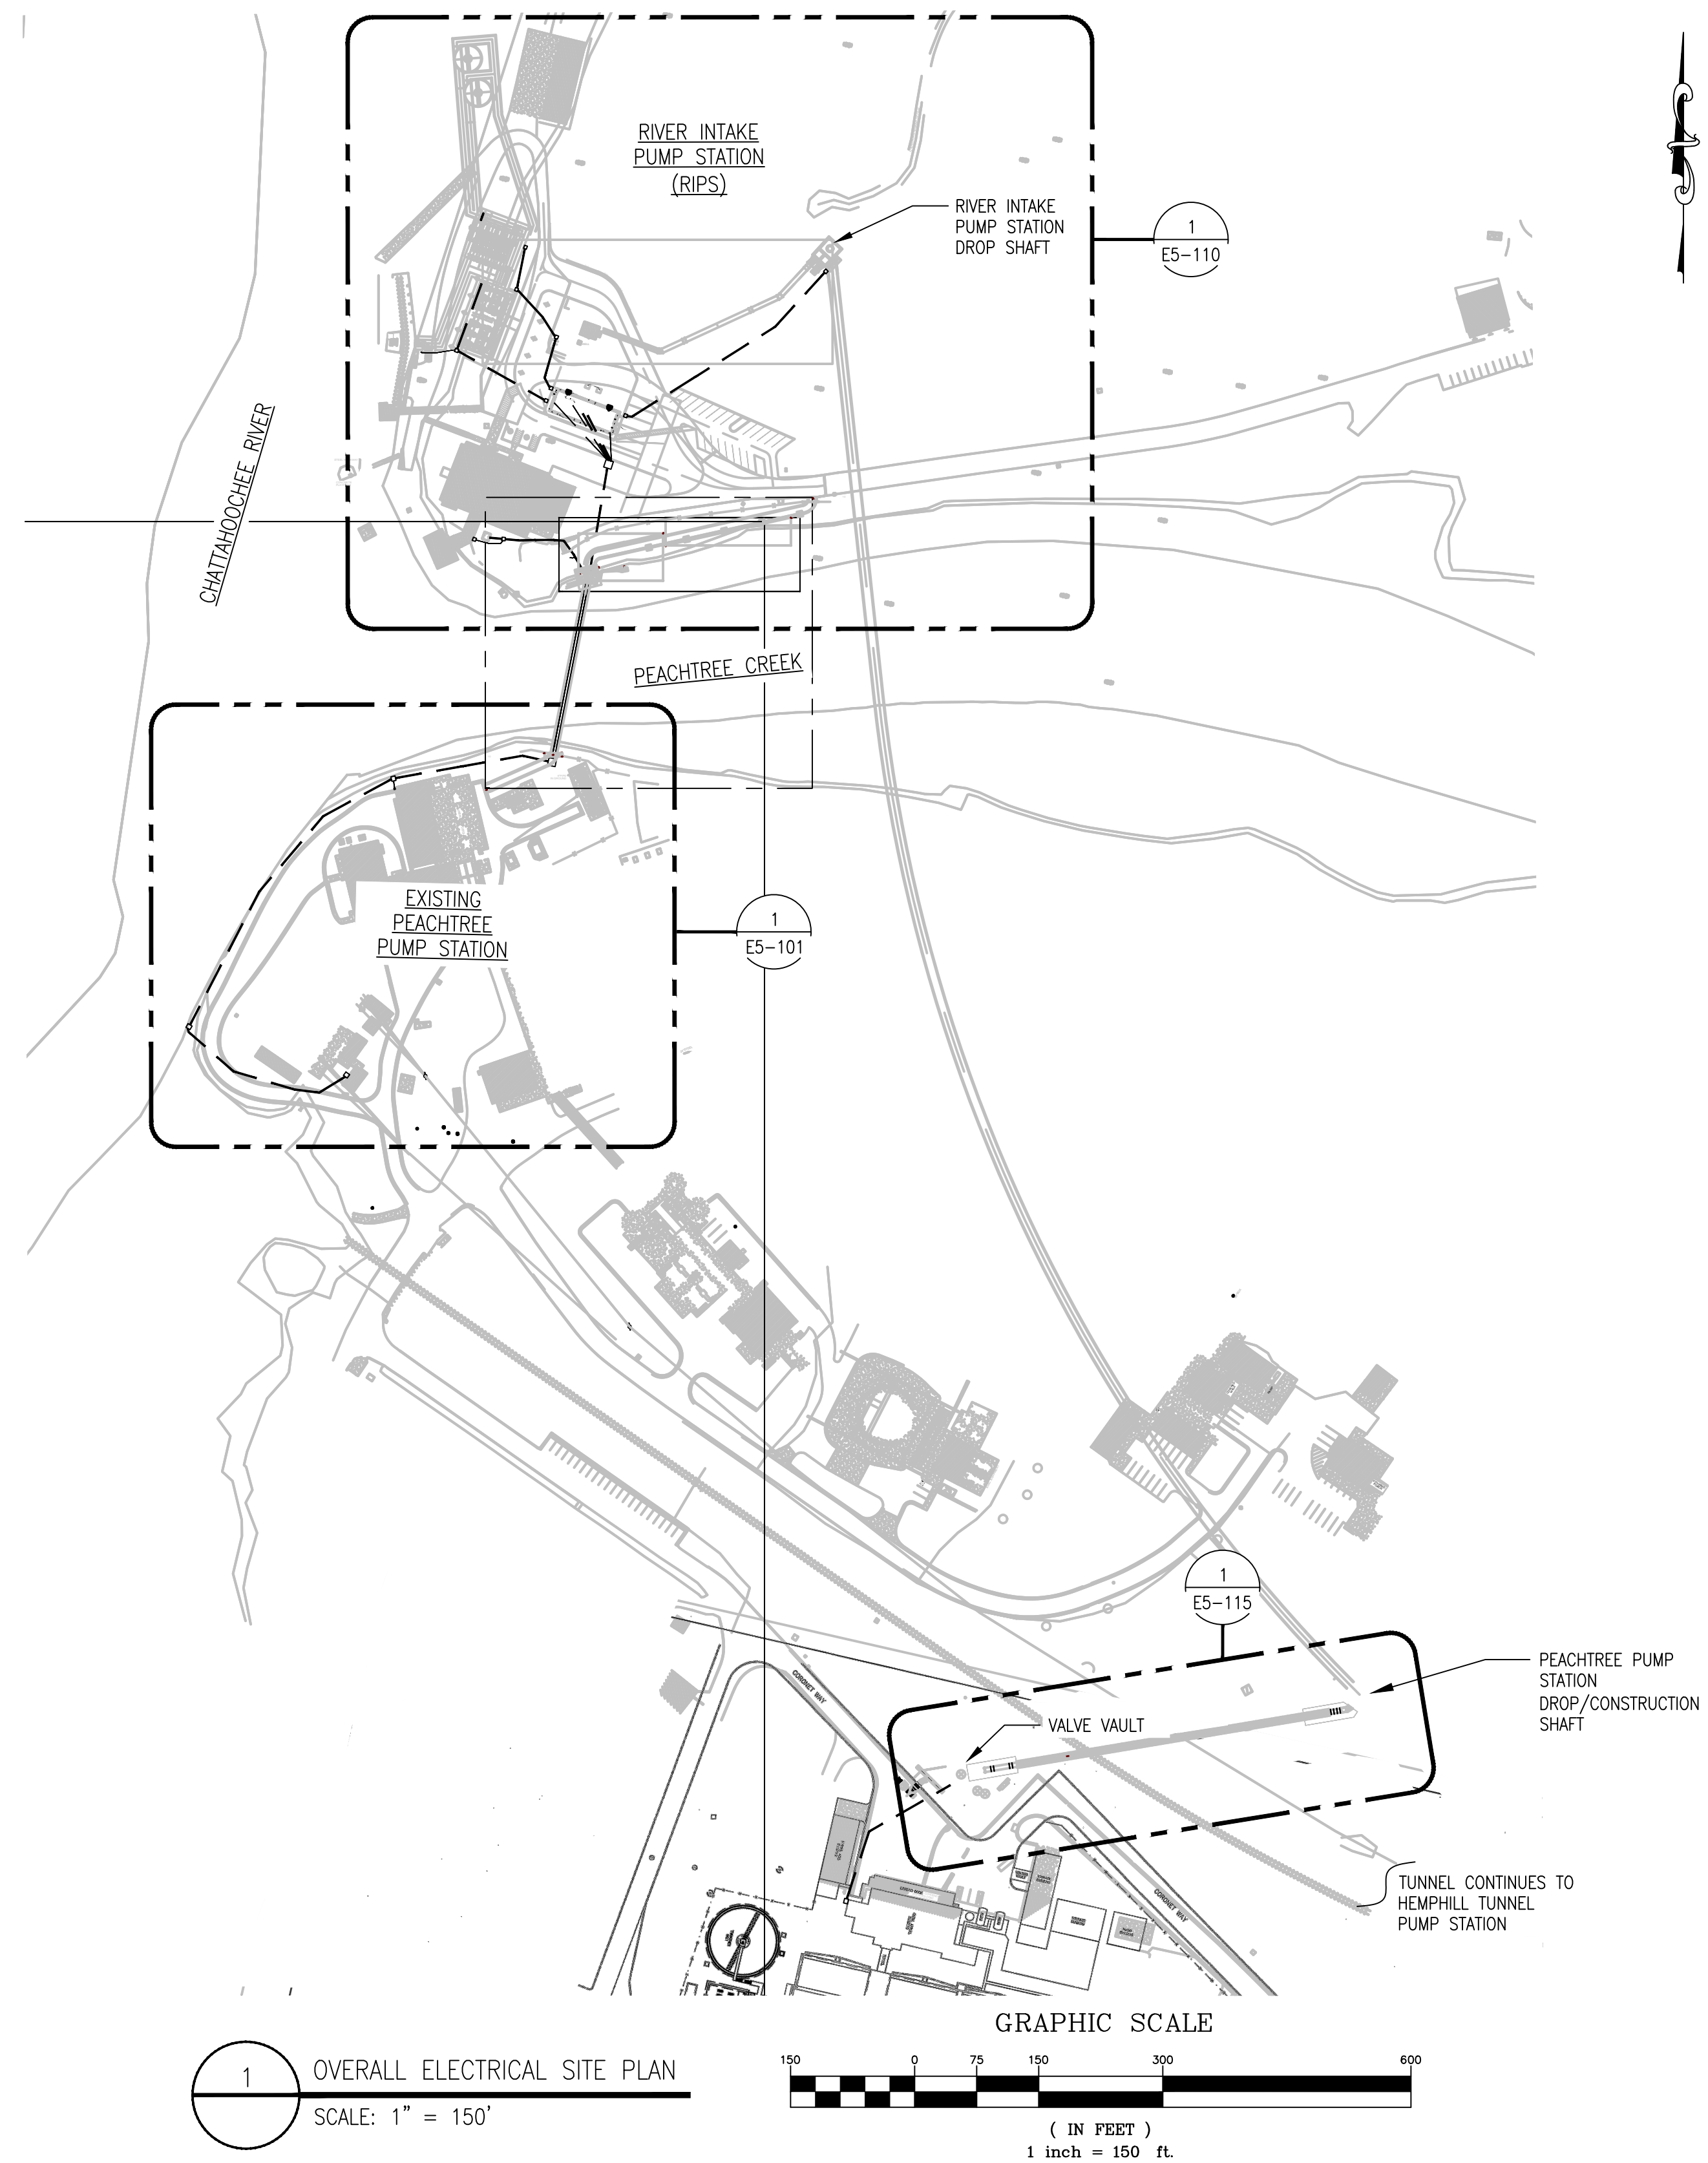 RIVER INTAKE
PUMP STATION
(RIPS)
RIVER INTAKE
PUMP STATION
DROP SHAFT
1
E5-110
CHATTAHOOCHEE RIVER
PEACHTREE CREEK
EXISTING
PEACHTREE
PUMP STATION
1
E5-101
1
E5-115
PEACHTREE PUMP
STATION
DROP/CONSTRUCTION
SHAFT
CORONET WAY
VALVE VAULT
TUNNEL CONTINUES TO
HEMPHILL TUNNEL
PUMP STATION
CORONET WAY
GRAPHIC SCALE
150 0 75 150 300 600
( IN FEET )
1 inch = 150 ft.
1
OVERALL ELECTRICAL SITE PLAN
SCALE: 1" = 150'